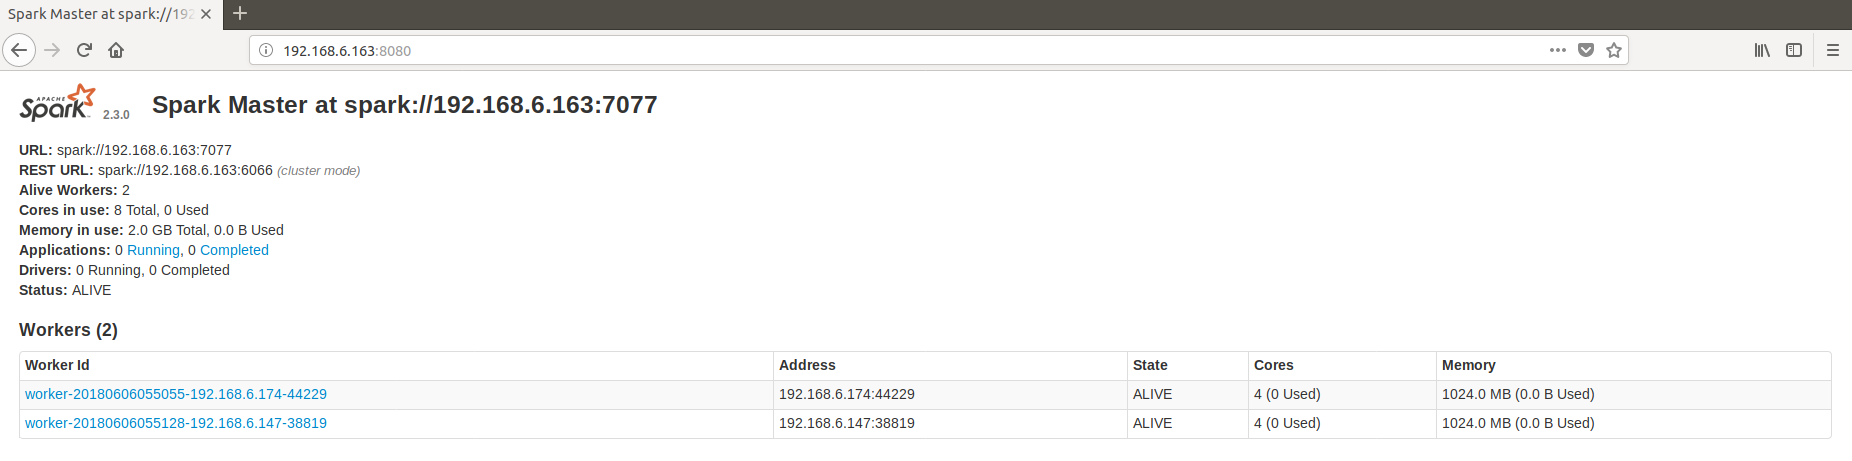 Spark Master at spark://192
192.168.6.163:8080
APACHE
Spark 2.3.0 Spark Master at spark://192.168.6.163:7077
URL: spark://192.168.6.163:7077
REST URL: spark://192.168.6.163:6066 (cluster mode)
Alive Workers: 2
Cores in use: 8 Total, 0 Used
Memory in use: 2.0 GB Total, 0.0 B Used
Applications: 0 Running, 0 Completed
Drivers: 0 Running, 0 Completed
Status: ALIVE
Workers (2)
Worker Id Address State Cores Memory
worker-20180606055055-192.168.6.174-44229 192.168.6.174:44229 ALIVE 4 (0 Used) 1024.0 MB (0.0 B Used)
worker-20180606055128-192.168.6.147-38819 192.168.6.147:38819 ALIVE 4 (0 Used) 1024.0 MB (0.0 B Used)